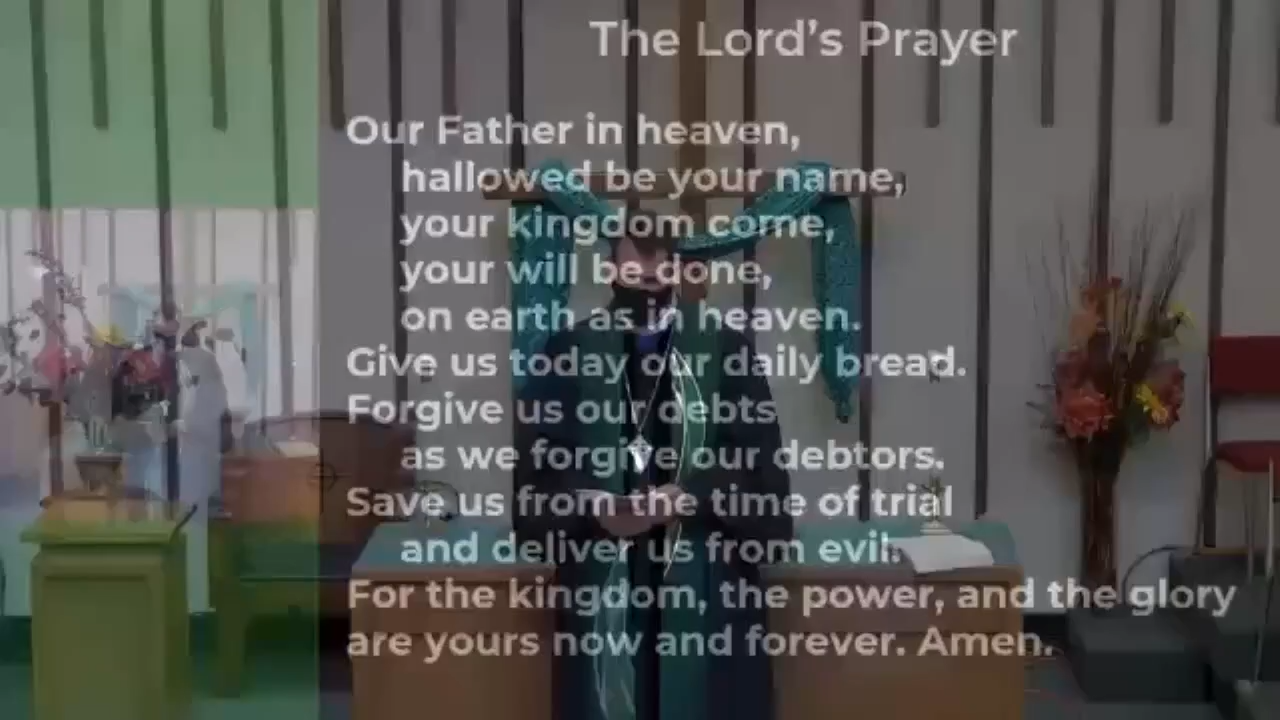 The Lord’s Prayer
Our Father in heaven,
hallowed be your name,
your kingdom come,
your will be done,
on earth as in heaven.
Give us today our daily bread.
Forgive us our debts
as we forgive our debtors.
Save us from the time of trial
and deliver us from evil.
For the kingdom, the power, and the glory
are yours now and forever. Amen.